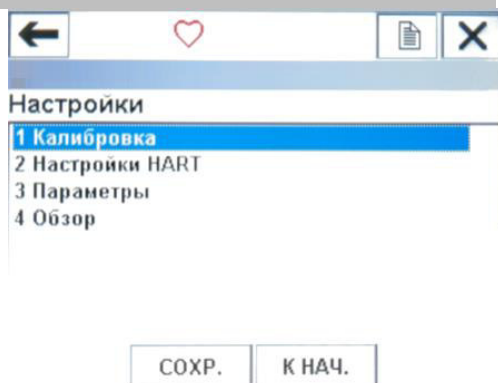 Настройки
1 Калибровка
2 Настройки HART
3 Параметры
4 Обзор
СОХР.
К НАЧ.